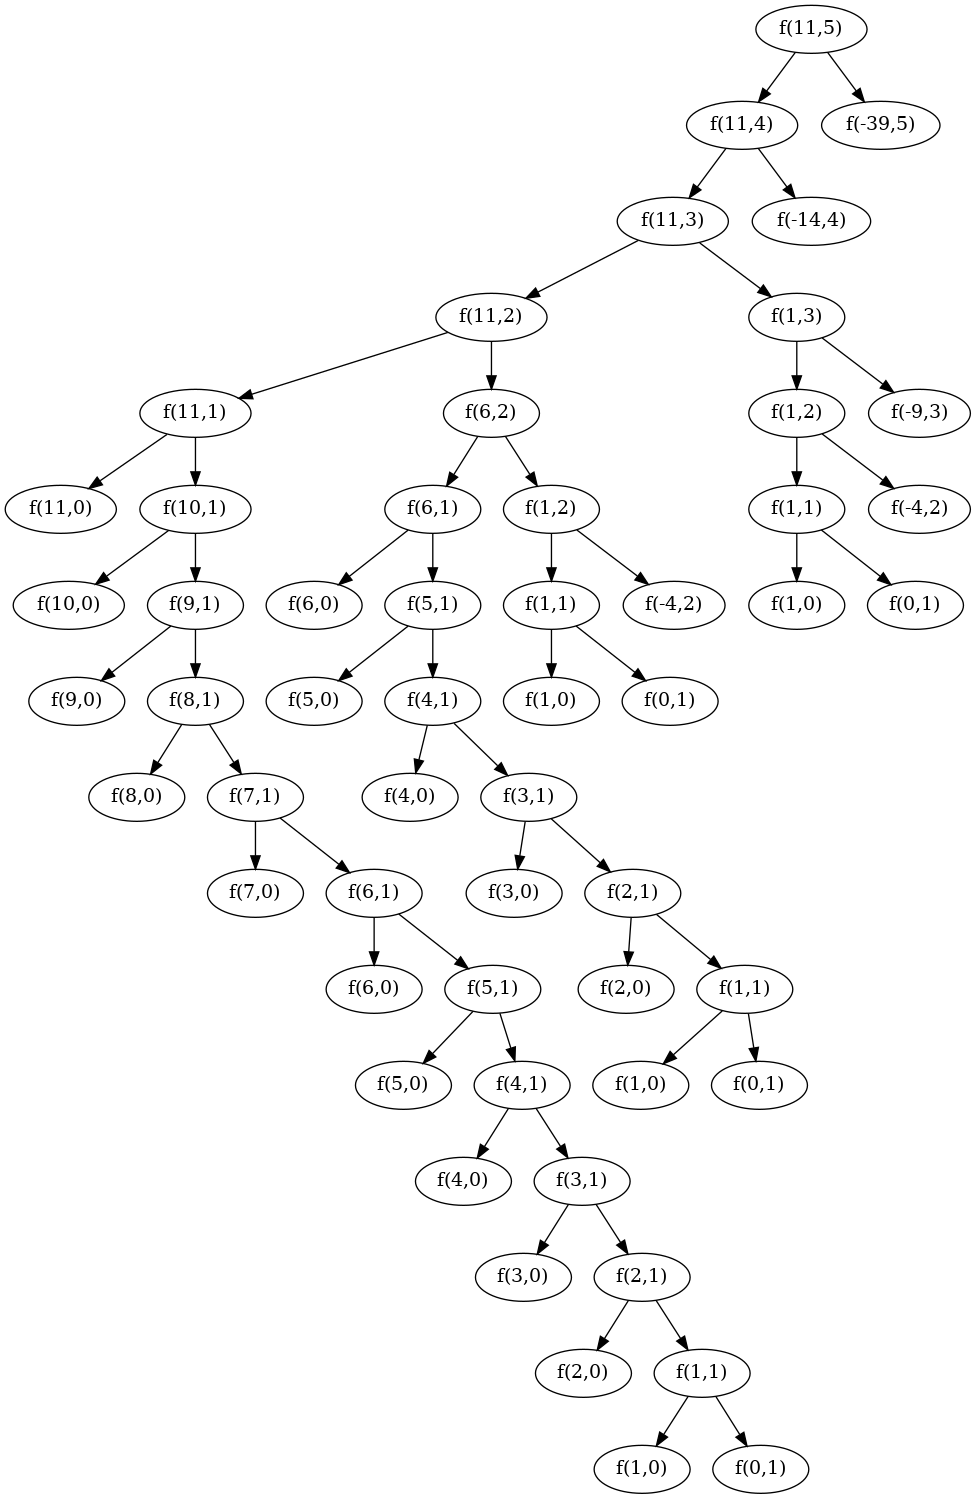 f(11,5)
f(11,4)
f(-39,5)
f(11,3)
f(-14,4)
f(11,2)
f(1,3)
f(11,1)
f(6,2)
f(1,2)
f(-9,3)
f(11,0)
f(10,1)
f(6,1)
f(1,2)
f(1,1)
f(-4,2)
f(10,0)
f(9,1)
f(6,0)
f(5,1)
f(1,1)
f(-4,2)
f(1,0)
f(0,1)
f(9,0)
f(8,1)
f(5,0)
f(4,1)
f(1,0)
f(0,1)
f(8,0)
f(7,1)
f(4,0)
f(3,1)
f(7,0)
f(6,1)
f(3,0)
f(2,1)
f(6,0)
f(5,1)
f(2,0)
f(1,1)
f(5,0)
f(4,1)
f(1,0)
f(0,1)
f(4,0)
f(3,1)
f(3,0)
f(2,1)
f(2,0)
f(1,1)
f(1,0)
f(0,1)